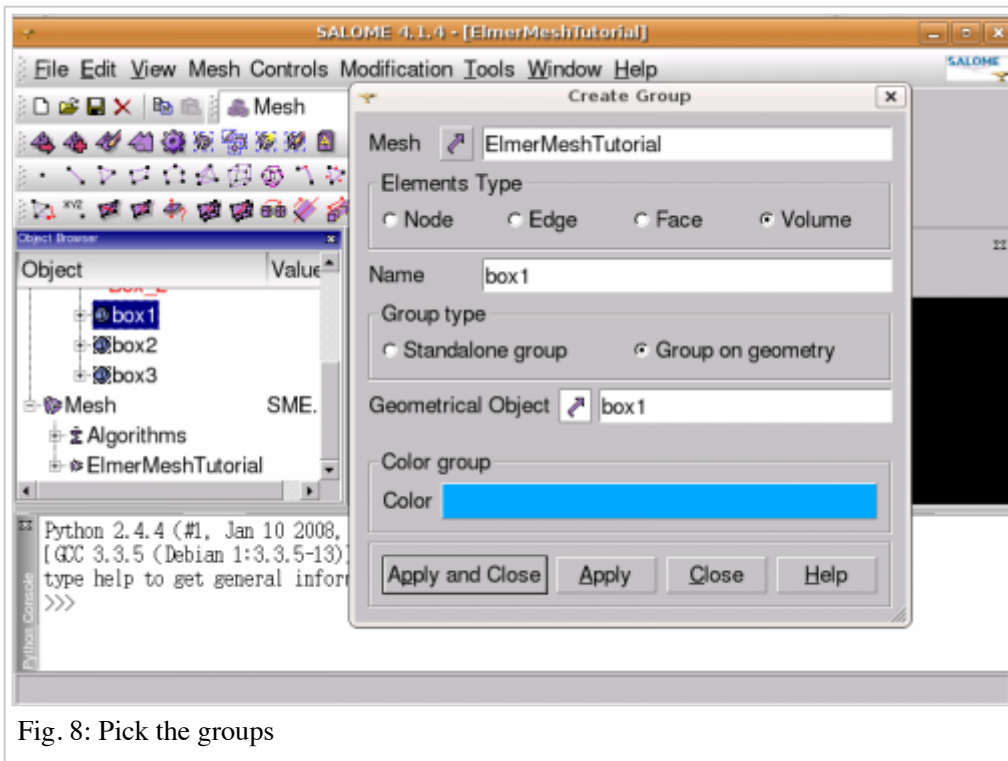 SALOME 4.1.4 - [ElmerMeshTutorial]
File Edit View Mesh Controls Modification Tools Window Help
SALOME
Mesh
Create Group
Mesh ElmerMeshTutorial
Elements Type
Node Edge Face Volume
Name box1
Group type
Standalone group Group on geometry
Geometrical Object box1
Color group
Color
Apply and Close Apply Close Help
XYZ
Object Browser
Object Value
Box_2
box1
box2
box3
Mesh SME.
Algorithms
ElmerMeshTutorial
Python 2.4.4 (#1, Jan 10 2008,
[GCC 3.3.5 (Debian 1:3.3.5-13)]
type help to get general infor
>>>
Python Console
Fig. 8: Pick the groups